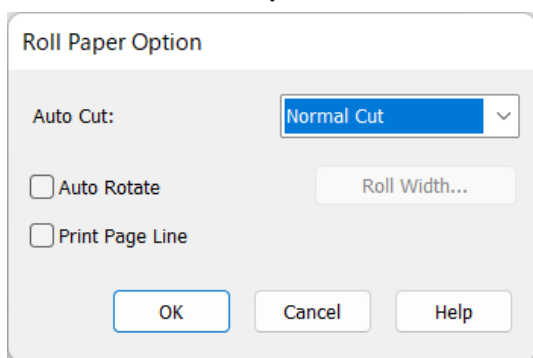 Roll Paper Option
Auto Cut: Normal Cut
Auto Rotate Roll Width...
Print Page Line
OK Cancel Help